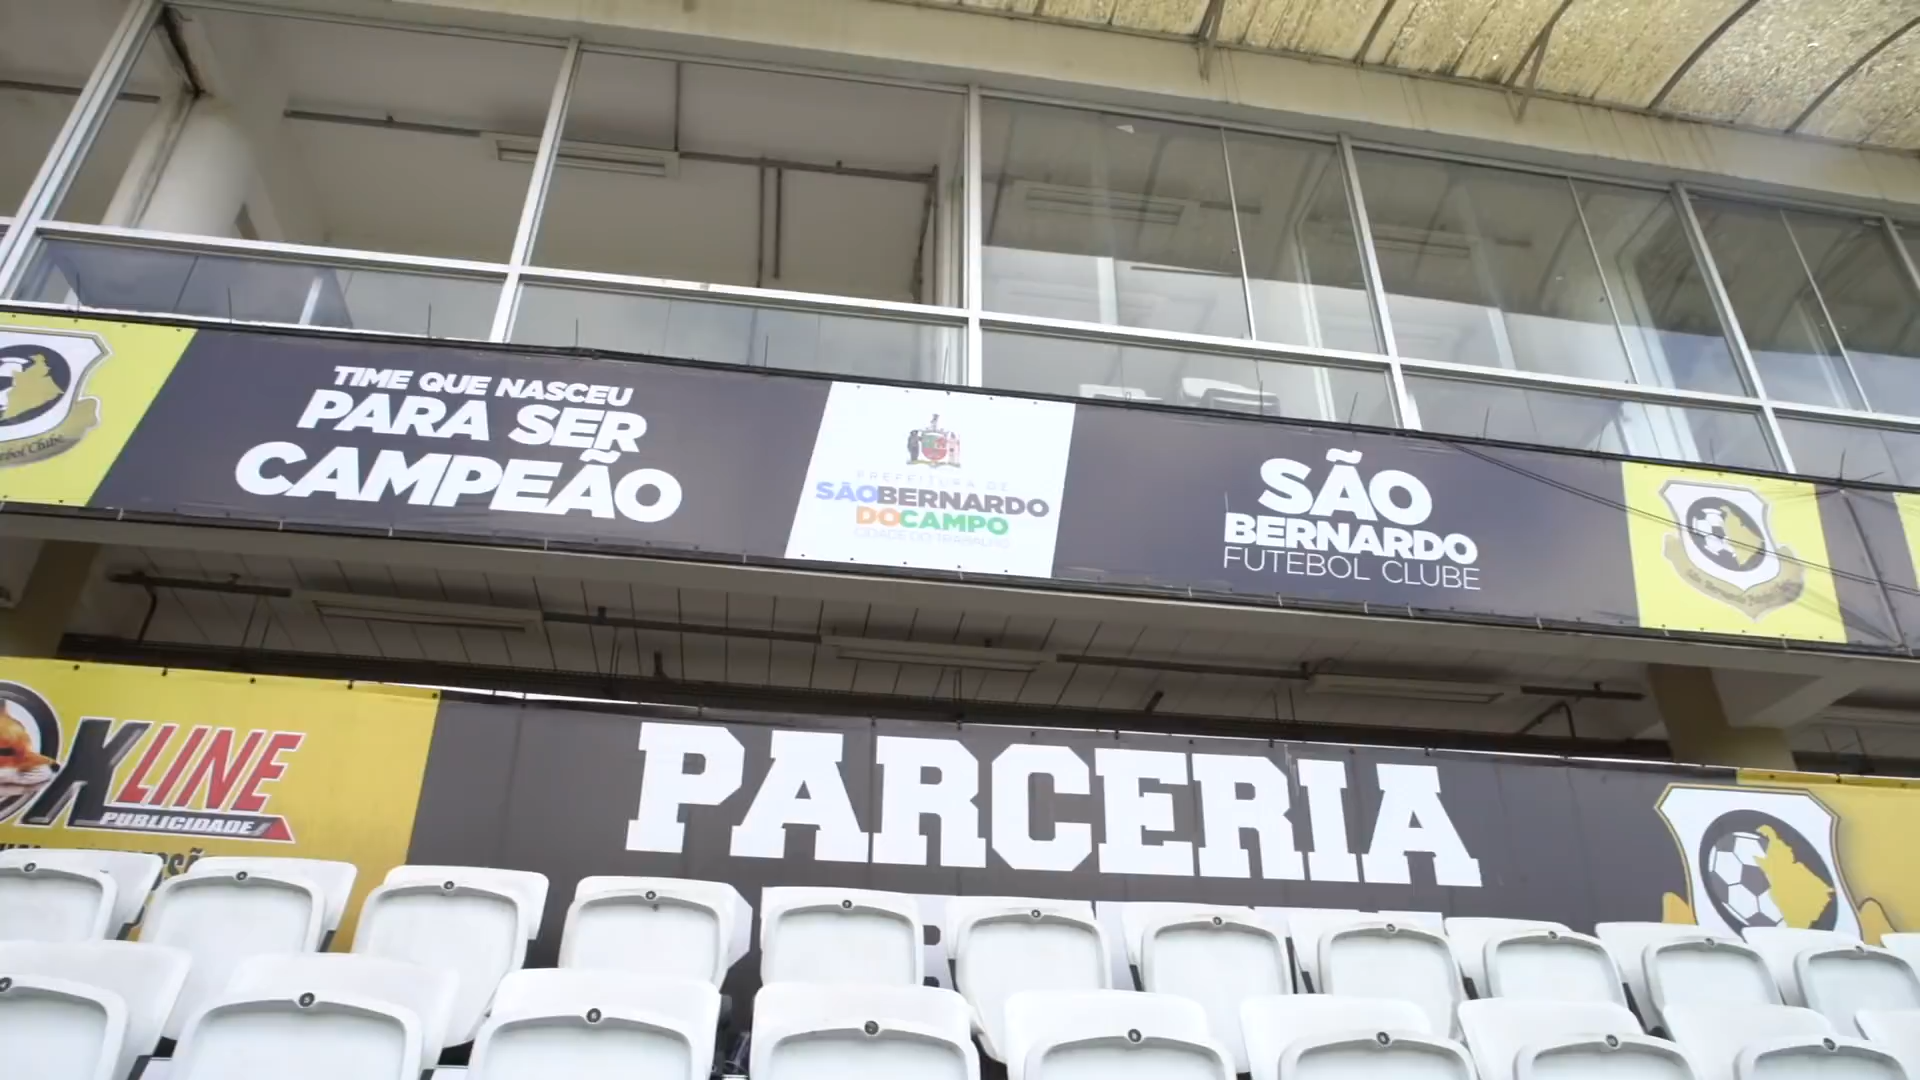 TIME QUE NASCEU
PARA SER
CAMPEÃO
PREFEITURA DE
SÃO BERNARDO
DO CAMPO
CIDADE DO TRABALHO
SÃO
BERNARDO
FUTEBOL CLUBE
LINE
PUBLICIDADE
PARCERIA